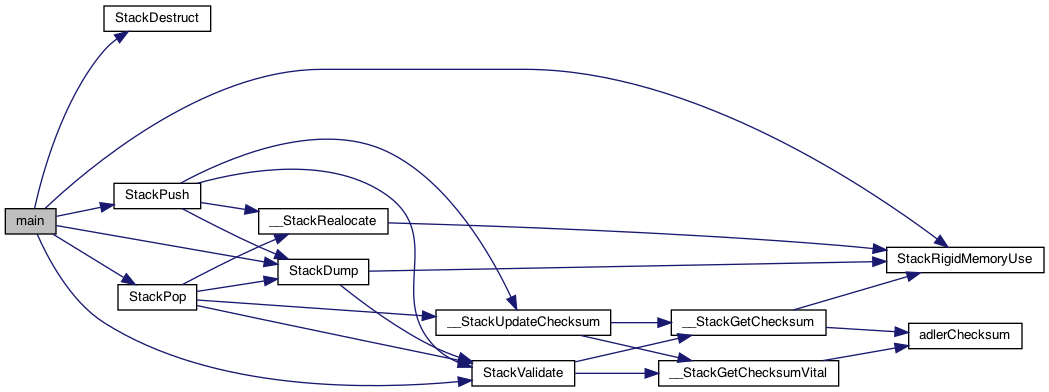 StackDestruct
main
StackPush
StackPop
__StackRealocate
StackDump
__StackUpdateChecksum
StackValidate
__StackGetChecksum
__StackGetChecksumVital
StackRigidMemoryUse
adlerChecksum